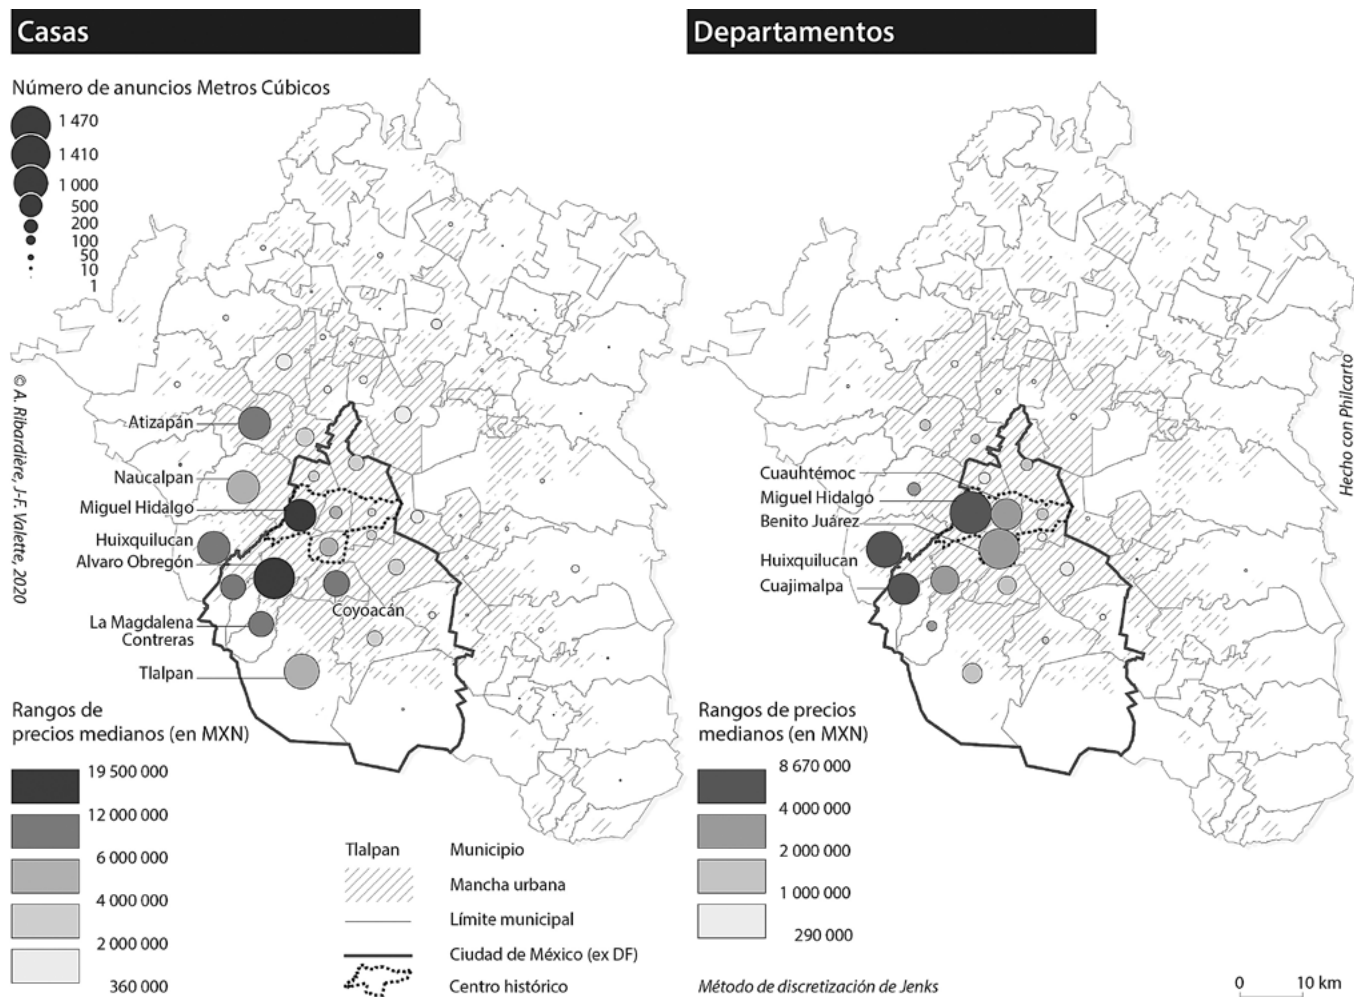 Casas
Número de anuncios Metros Cúbicos
1 470
1 410
1 000
500
200
100
50
10
1
© A. Ribardière, J-F. Valette, 2020
Atizapán
Naucalpan
Miguel Hidalgo
Huixquilucan
Alvaro Obregón
Coyoacán
La Magdalena
Contreras
Tlalpan
Rangos de
precios medianos (en MXN)
19 500 000
12 000 000
6 000 000
4 000 000
2 000 000
360 000
Tlalpan Municipio
Mancha urbana
Límite municipal
Ciudad de México (ex DF)
Centro histórico
Departamentos
Hecho con Philcarto
Cuauhtémoc
Miguel Hidalgo
Benito Juárez
Huixquilucan
Cuajimalpa
Rangos de precios
medianos (en MXN)
8 670 000
4 000 000
2 000 000
1 000 000
290 000
Método de discretización de Jenks
0 10 km